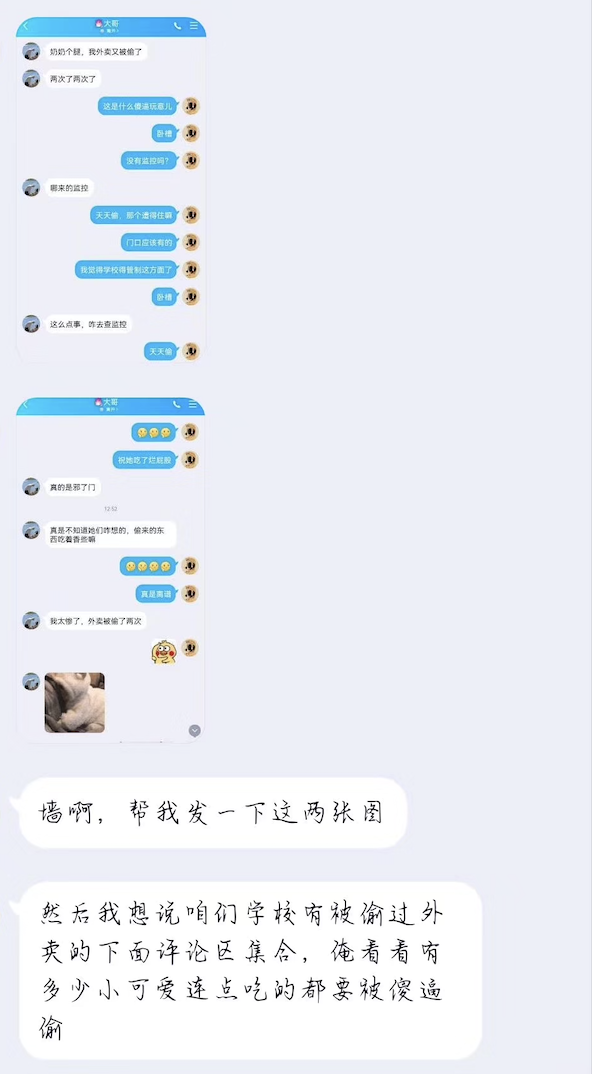 大哥
奶奶个腿,我外卖又被偷了
两次了两次了
这是什么傻逼玩意儿
卧槽
没有监控吗?
哪来的监控
天天偷,那个遭得住嘛
门口应该有的
我觉得学校得管制这方面了
卧槽
这么点事,咋去查监控
天天偷
大哥
祝她吃了烂屁股
真的是邪了门
12:52
真是不知道她们咋想的,偷来的东
西吃着香些嘛
真是离谱
我太惨了,外卖被偷了两次
墙啊,帮我发一下这两张图
然后我想说咱们学校有被偷过外
卖的下面评论区集合,俺看看有
多少小可爱连点吃的都要被傻逼
偷